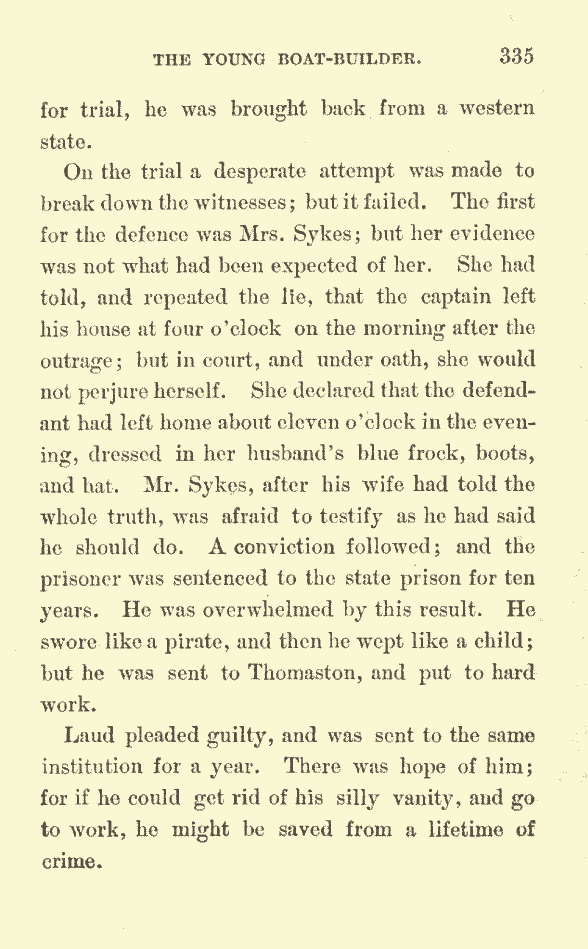 THE YOUNG BOAT-BUILDER. 335
for trial, he was brought back from a western
state.
On the trial a desperate attempt was made to
break down the witnesses; but it failed. The first
for the defence was Mrs. Sykes; but her evidence
was not what had been expected of her. She had
told, and repeated the lie, that the captain left
his house at four o'clock on the morning after the
outrage; but in court, and under oath, she would
not perjure herself. She declared that the defend-
ant had left home about eleven o'clock in the even-
ing, dressed in her husband's blue frock, boots,
and hat. Mr. Sykes, after his wife had told the
whole truth, was afraid to testify as he had said
he should do. A conviction followed; and the
prisoner was sentenced to the state prison for ten
years. He was overwhelmed by this result. He
swore like a pirate, and then he wept like a child;
but he was sent to Thomaston, and put to hard
work.
Laud pleaded guilty, and was sent to the same
institution for a year. There was hope of him;
for if he could get rid of his silly vanity, and go
to work, he might be saved from a lifetime of
crime.